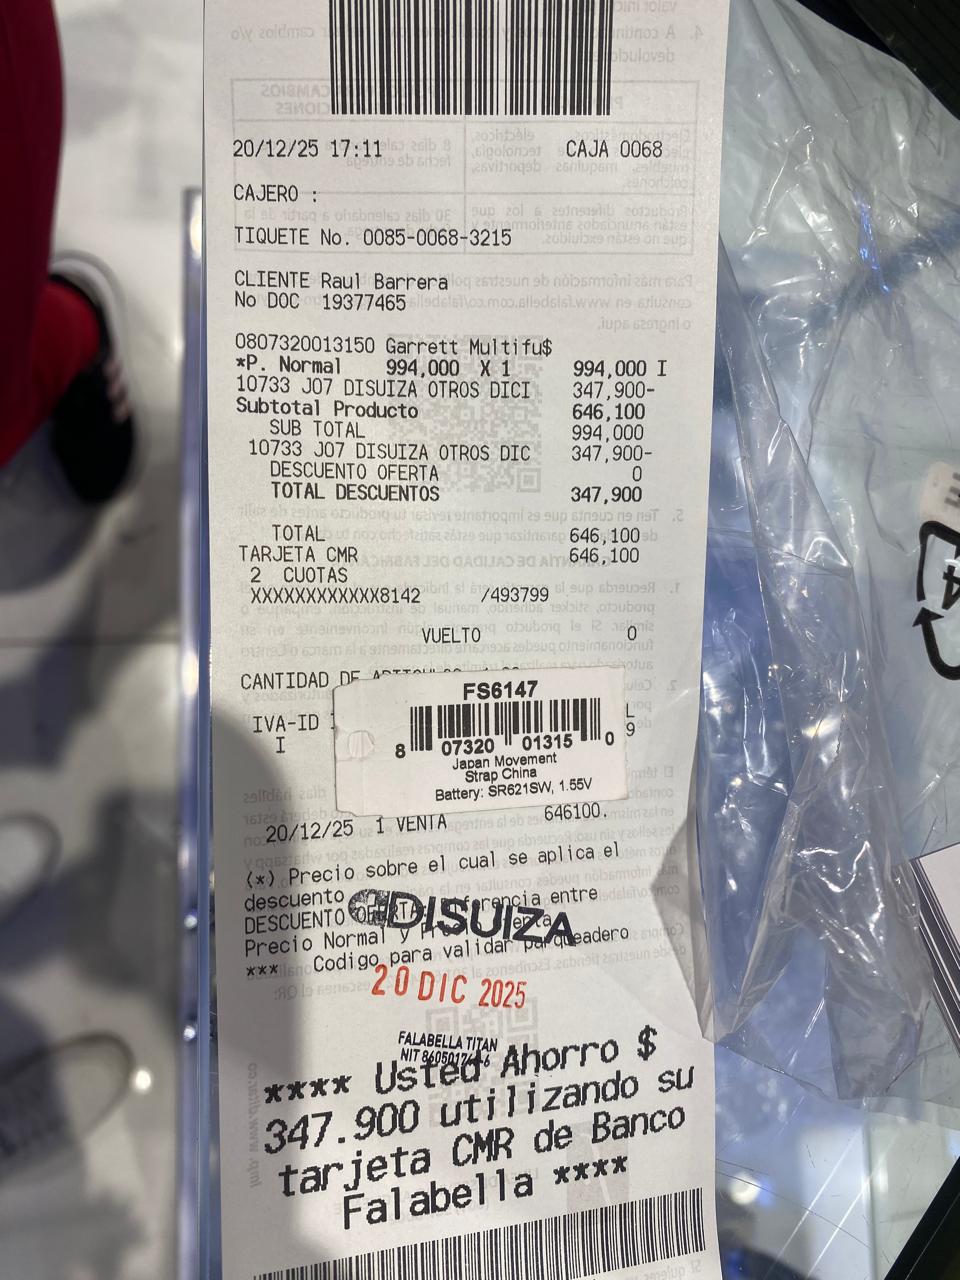 20/12/25 17:11 CAJA 0068
CAJERO :
TIQUETE No. 0085-0068-3215
CLIENTE Raul Barrera
No DOC 19377465
0807320013150 Garrett Multifu$
*P. Normal 994,000 X 1 994,000 I
10733 J07 DISUIZA OTROS DICI 347,900-
Subtotal Producto 646,100
SUB TOTAL 994,000
10733 J07 DISUIZA OTROS DIC 347,900-
DESCUENTO OFERTA 0
TOTAL DESCUENTOS 347,900
TOTAL 646,100
TARJETA CMR 646,100
2 CUOTAS
XXXXXXXXXXXX8142 /493799
VUELTO 0
CANTIDAD DE
IVA-ID
I
FS6147
8 07320 01315 0
Japan Movement
Strap China
Battery: SR621SW, 1.55V
20/12/25 1 VENTA 646100.
(*) Precio sobre el cual se aplica el
descuento
DESCUENTO OFERTA entre
Precio Normal y
*** Codigo para validar parqueadero
DISUIZA
20 DIC 2025
FALABELLA TITAN
NIT
**** Usted Ahorro $
347.900 utilizando su
tarjeta CMR de Banco
Falabella ****